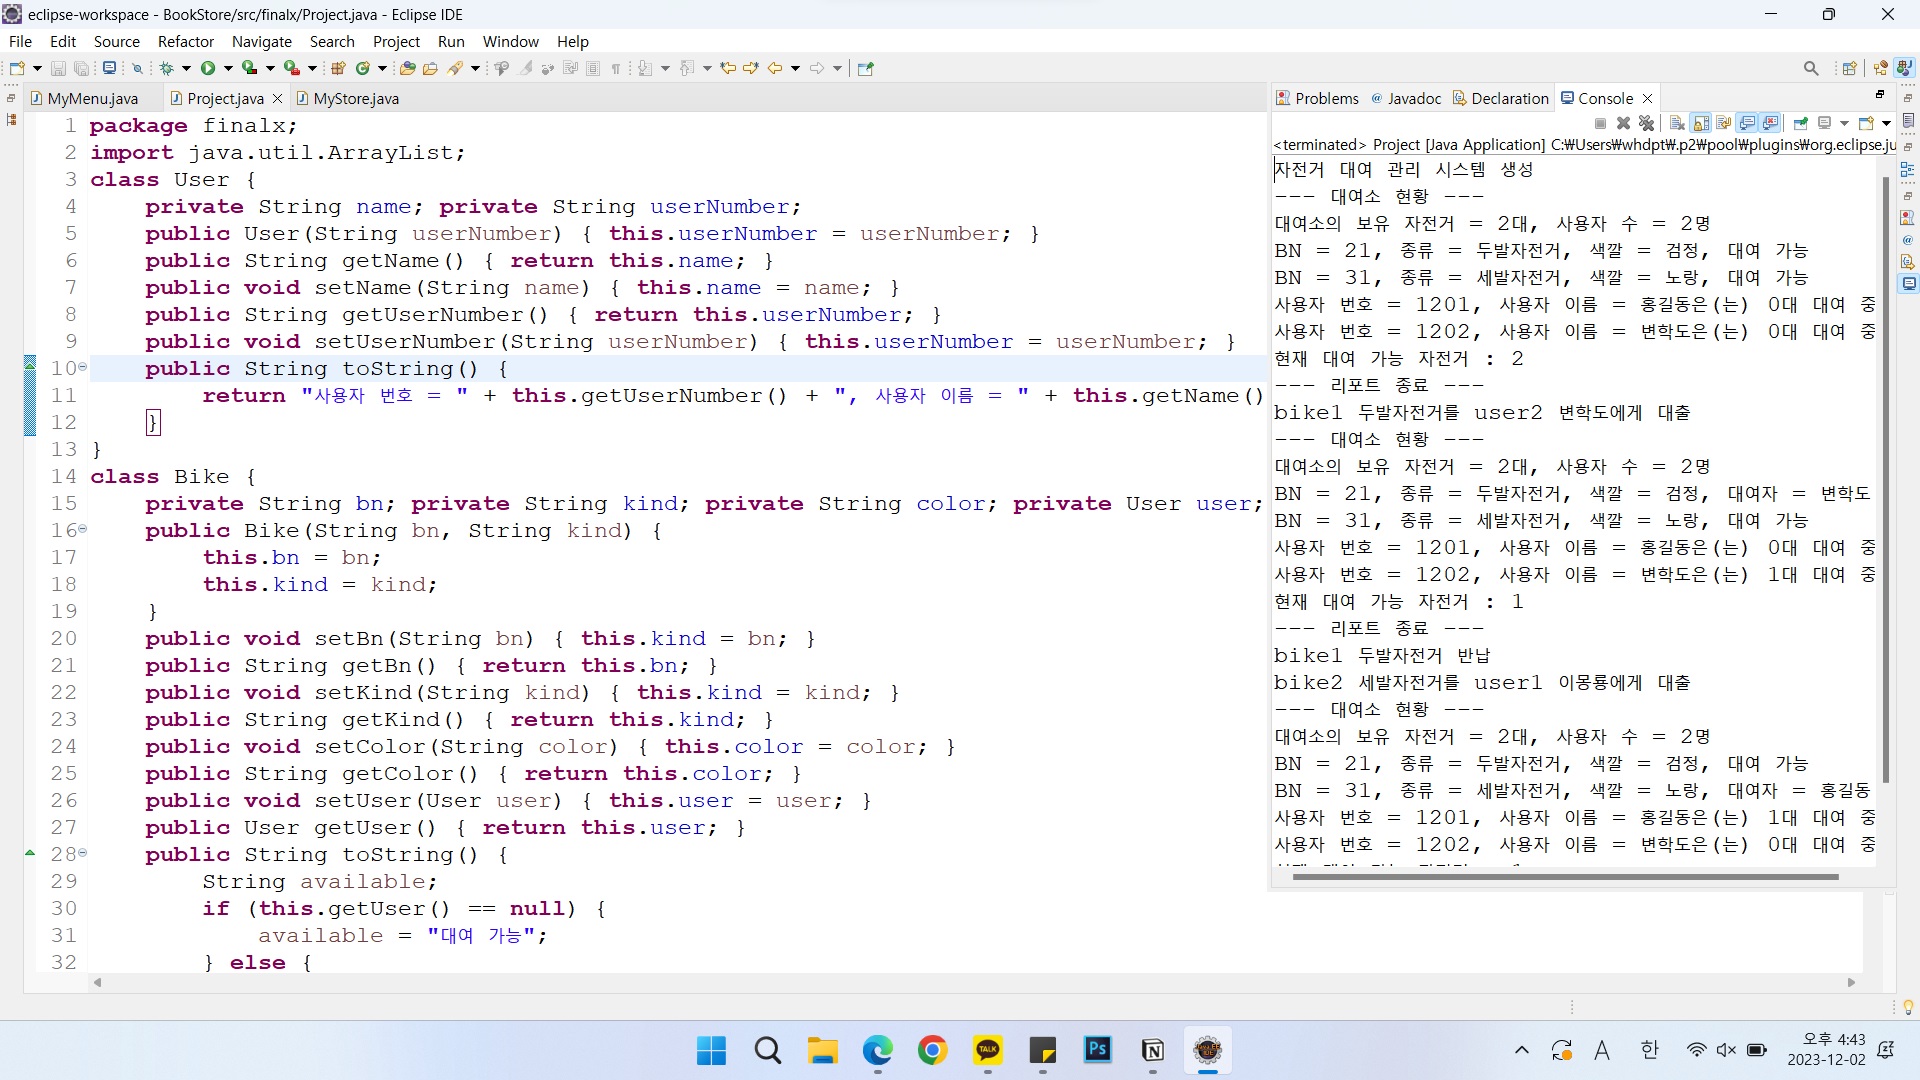 eclipse-workspace - BookStore/src/finalx/Project.java - Eclipse IDE
File Edit Source Refactor Navigate Search Project Run Window Help
MyMenu.java Project.java MyStore.java
1 package finalx;
2 import java.util.ArrayList;
3 class User {
4 private String name; private String userNumber;
5 public User(String userNumber) { this.userNumber = userNumber; }
6 public String getName() { return this.name; }
7 public void setName(String name) { this.name = name; }
8 public String getUserNumber() { return this.userNumber; }
9 public void setUserNumber(String userNumber) { this.userNumber = userNumber; }
10 public String toString() {
11 return "사용자 번호 = " + this.getUserNumber() + ", 사용자 이름 = " + this.getName()
12 }
13 }
14 class Bike {
15 private String bn; private String kind; private String color; private User user;
16 public Bike(String bn, String kind) {
17 this.bn = bn;
18 this.kind = kind;
19 }
20 public void setBn(String bn) { this.kind = bn; }
21 public String getBn() { return this.bn; }
22 public void setKind(String kind) { this.kind = kind; }
23 public String getKind() { return this.kind; }
24 public void setColor(String color) { this.color = color; }
25 public String getColor() { return this.color; }
26 public void setUser(User user) { this.user = user; }
27 public User getUser() { return this.user; }
28 public String toString() {
29 String available;
30 if (this.getUser() == null) {
31 available = "대여 가능";
32 } else {
Problems @ Javadoc Declaration Console
<terminated> Project [Java Application] C:₩Users₩whdpt₩.p2₩pool₩plugins₩org.eclipse.ju
자전거 대여 관리 시스템 생성
--- 대여소 현황 ---
대여소의 보유 자전거 = 2대, 사용자 수 = 2명
BN = 21, 종류 = 두발자전거, 색깔 = 검정, 대여 가능
BN = 31, 종류 = 세발자전거, 색깔 = 노랑, 대여 가능
사용자 번호 = 1201, 사용자 이름 = 홍길동은(는) 0대 대여 중
사용자 번호 = 1202, 사용자 이름 = 변학도은(는) 0대 대여 중
현재 대여 가능 자전거 : 2
--- 리포트 종료 ---
bike1 두발자전거를 user2 변학도에게 대출
--- 대여소 현황 ---
대여소의 보유 자전거 = 2대, 사용자 수 = 2명
BN = 21, 종류 = 두발자전거, 색깔 = 검정, 대여자 = 변학도
BN = 31, 종류 = 세발자전거, 색깔 = 노랑, 대여 가능
사용자 번호 = 1201, 사용자 이름 = 홍길동은(는) 0대 대여 중
사용자 번호 = 1202, 사용자 이름 = 변학도은(는) 1대 대여 중
현재 대여 가능 자전거 : 1
--- 리포트 종료 ---
bike1 두발자전거 반납
bike2 세발자전거를 user1 이몽룡에게 대출
--- 대여소 현황 ---
대여소의 보유 자전거 = 2대, 사용자 수 = 2명
BN = 21, 종류 = 두발자전거, 색깔 = 검정, 대여 가능
BN = 31, 종류 = 세발자전거, 색깔 = 노랑, 대여자 = 홍길동
사용자 번호 = 1201, 사용자 이름 = 홍길동은(는) 1대 대여 중
사용자 번호 = 1202, 사용자 이름 = 변학도은(는) 0대 대여 중
TALK
Ps
A 한
오후 4:43
2023-12-02